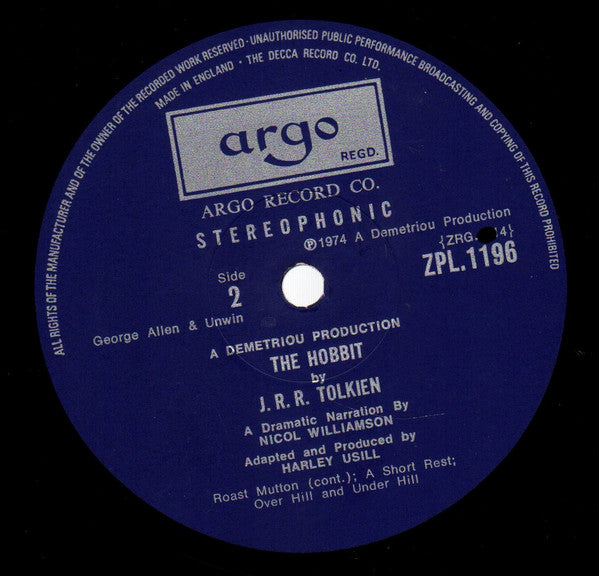 ALL RIGHTS OF THE MANUFACTURER AND OF THE OWNER OF THE RECORDED WORK RESERVED·UNAUTHORISED PUBLIC PERFORMANCE BROADCASTING AND COPYING OF THIS RECORD PROHIBITED
MADE IN ENGLAND · THE DECCA RECORD CO. LTD.
argo
REGD.
ARGO RECORD CO.
STEREOPHONIC
℗1974 A Demetriou Production
{ZRG. 4}
ZPL.1196
Side
2
George Allen & Unwin
A DEMETRIOU PRODUCTION
THE HOBBIT
by
J. R. R. TOLKIEN
A Dramatic Narration By
NICOL WILLIAMSON
Adapted and Produced by
HARLEY USILL
Roast Mutton (cont.); A Short Rest;
Over Hill and Under Hill